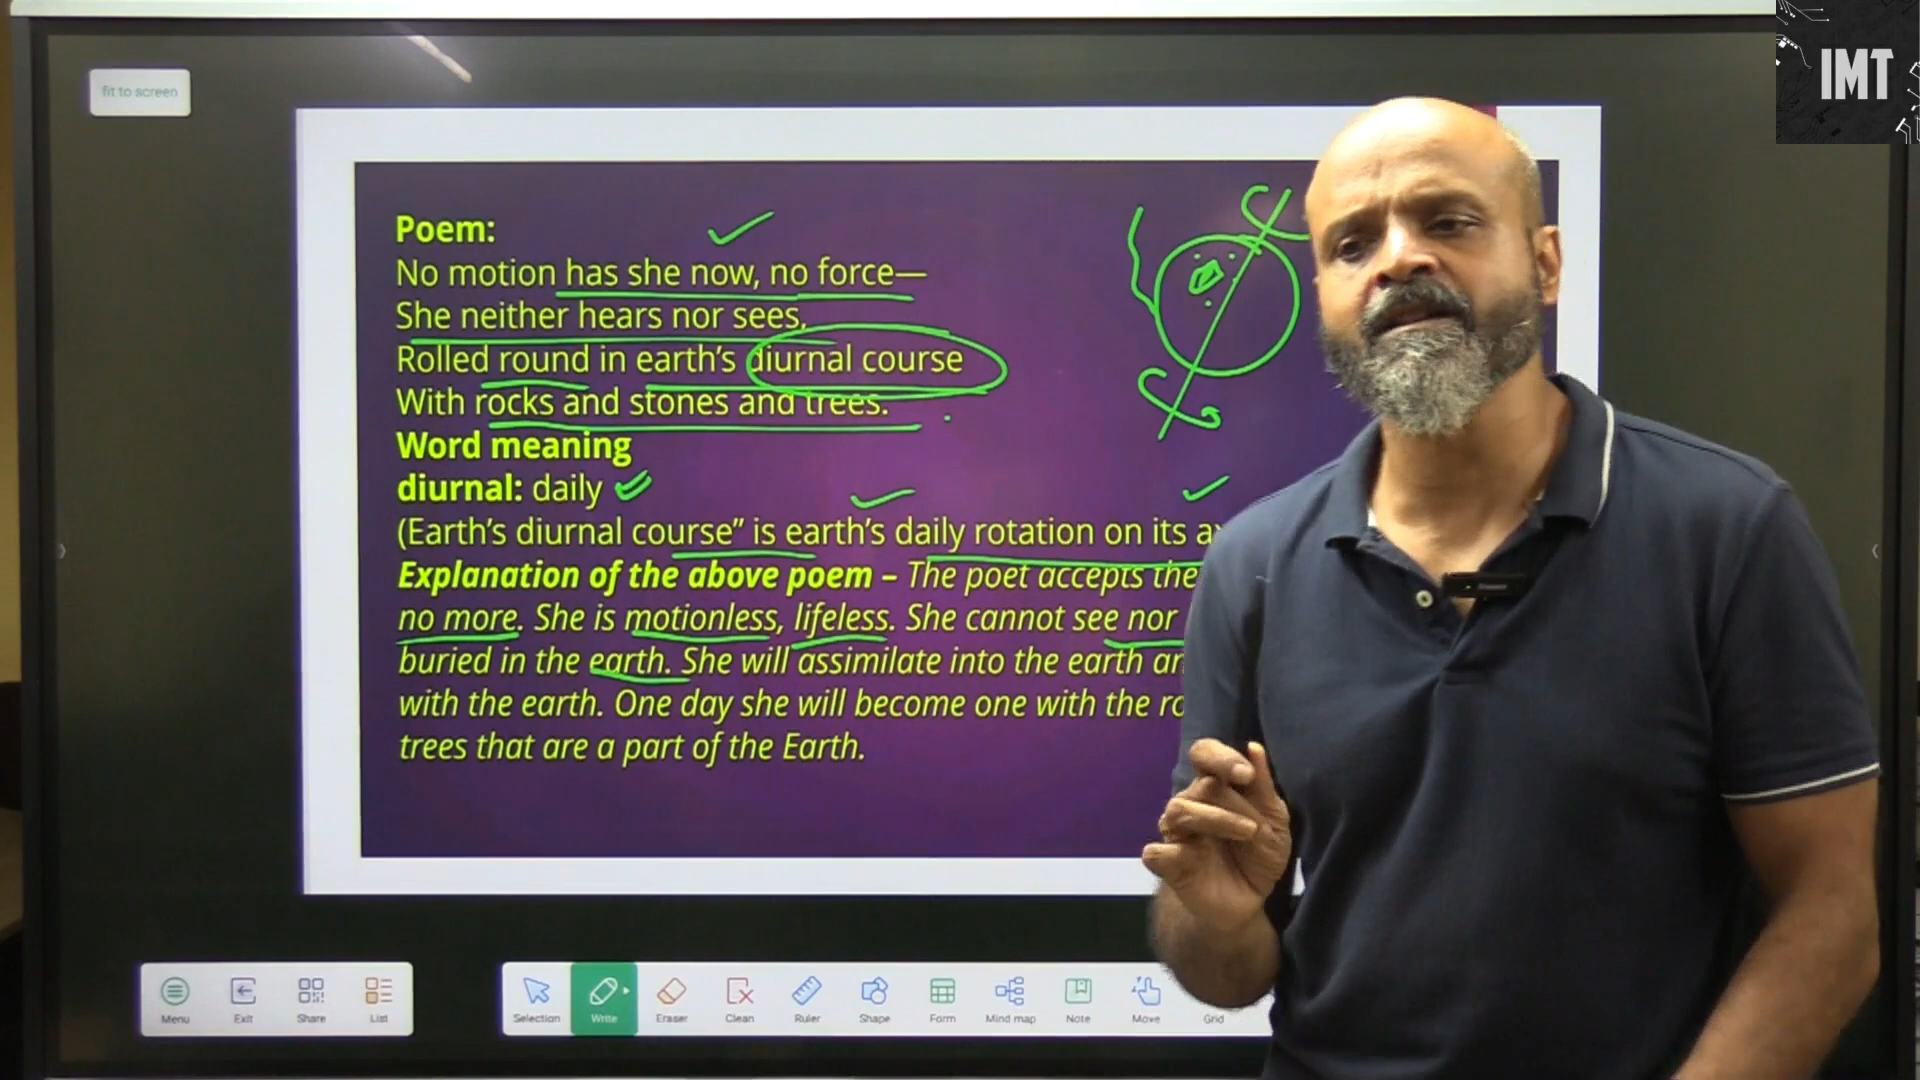 fit to screen
IMT
Poem:
No motion has she now, no force—
She neither hears nor sees,
Rolled round in earth's diurnal course
With rocks and stones and trees.
Word meaning
diurnal: daily
(Earth's diurnal course" is earth's daily rotation on its
Explanation of the above poem – The poet accepts the
no more. She is motionless, lifeless. She cannot see nor
buried in the earth. She will assimilate into the earth
with the earth. One day she will become one with the
trees that are a part of the Earth.
Menu
Exit
Share
List
Selection
Write
Eraser
Clean
Ruler
Shape
Form
Mind map
Note
Move
Grid